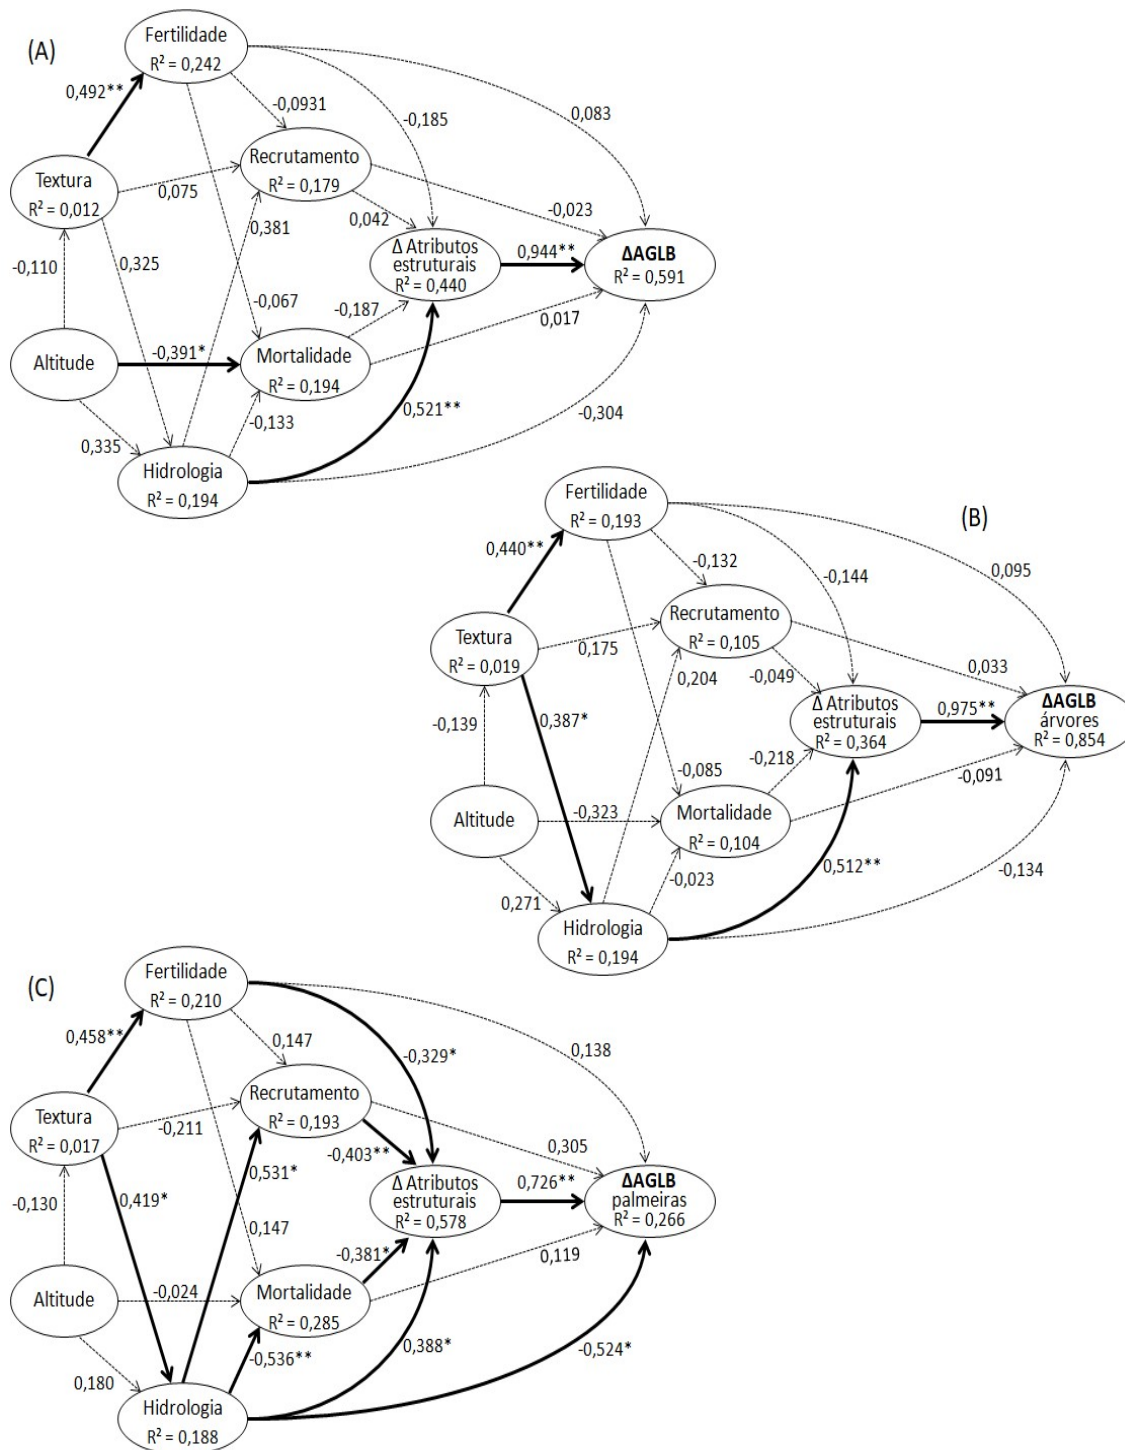 (A)
Fertilidade
R² = 0,242
0,492**
-0,0931
-0,185
0,083
Textura
R² = 0,012
0,075
Recrutamento
R² = 0,179
0,042
-0,023
0,381
-0,110
0,325
Δ Atributos
estruturais
R² = 0,440
0,944**
ΔAGLB
R² = 0,591
-0,067
-0,187
0,017
Altitude
-0,391*
Mortalidade
R² = 0,194
-0,133
0,521**
-0,304
0,335
Hidrologia
R² = 0,194
(B)
Fertilidade
R² = 0,193
0,440**
-0,132
-0,144
0,095
Textura
R² = 0,019
0,175
Recrutamento
R² = 0,105
-0,049
0,033
0,204
-0,139
0,387*
Δ Atributos
estruturais
R² = 0,364
0,975**
ΔAGLB
árvores
R² = 0,854
-0,085
-0,218
-0,091
Altitude
-0,323
Mortalidade
R² = 0,104
-0,023
0,512**
-0,134
0,271
Hidrologia
R² = 0,194
(C)
Fertilidade
R² = 0,210
0,458**
0,147
-0,329*
0,138
Textura
R² = 0,017
-0,211
Recrutamento
R² = 0,193
-0,403**
0,305
0,531*
-0,130
0,419*
Δ Atributos
estruturais
R² = 0,578
0,726**
ΔAGLB
palmeiras
R² = 0,266
0,147
-0,381*
0,119
Altitude
-0,024
Mortalidade
R² = 0,285
-0,536**
0,388*
-0,524*
0,180
Hidrologia
R² = 0,188